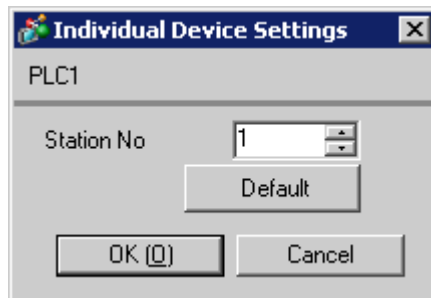 Individual Device Settings
PLC1
Station No 1
Default
OK (O) Cancel